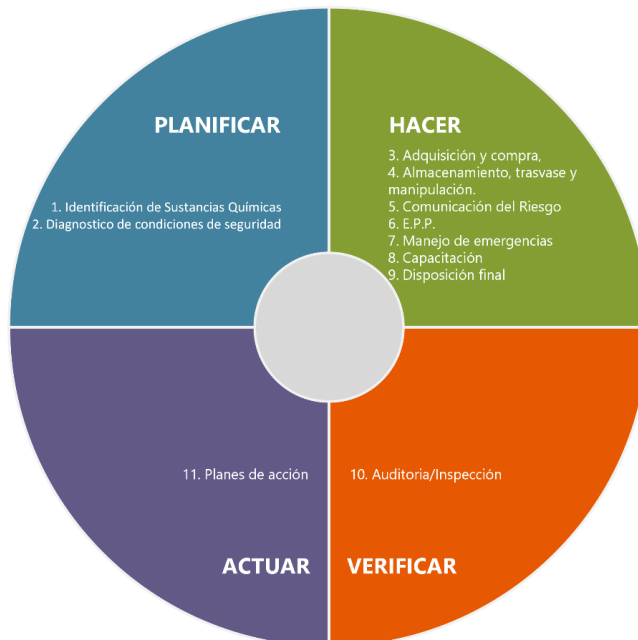 PLANIFICAR
1. Identificación de Sustancias Químicas
2. Diagnostico de condiciones de seguridad
HACER
3. Adquisición y compra,
4. Almacenamiento, trasvase y
manipulación.
5. Comunicación del Riesgo
6. E.P.P.
7. Manejo de emergencias
8. Capacitación
9. Disposición final
11. Planes de acción
ACTUAR
10. Auditoria/Inspección
VERIFICAR